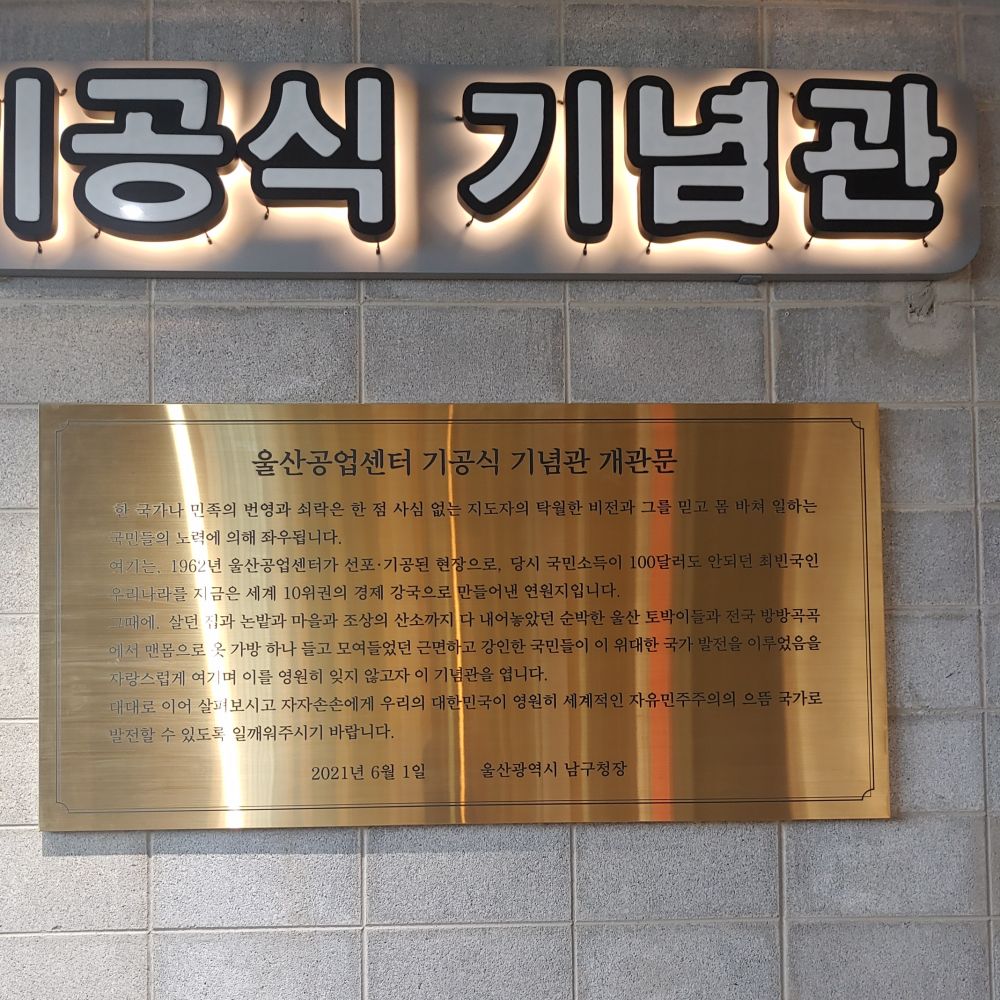 기공식 기념관
울산공업센터 기공식 기념관 개관문
한 국가나 민족의 번영과 쇠락은 한 점 사심 없는 지도자의 탁월한 비전과 그를 믿고 몸 바쳐 일하는
국민들의 노력에 의해 좌우됩니다.
여기는, 1962년 울산공업센터가 선포·기공된 현장으로, 당시 국민소득이 100달러도 안되던 최빈국인
우리나라를 지금은 세계 10위권의 경제 강국으로 만들어낸 연원지입니다.
그때에, 살던 집과 논밭과 마을과 조상의 산소까지 다 내어놓았던 순박한 울산 토박이들과 전국 방방곡곡
에서 맨몸으로 옷 가방 하나 들고 모여들었던 근면하고 강인한 국민들이 이 위대한 국가 발전을 이루었음을
자랑스럽게 여기며 이를 영원히 잊지 않고자 이 기념관을 엽니다.
대대로 이어 살펴보시고 자자손손에게 우리의 대한민국이 영원히 세계적인 자유민주주의의 으뜸 국가로
발전할 수 있도록 일깨워주시기 바랍니다.
2021년 6월 1일 울산광역시 남구청장